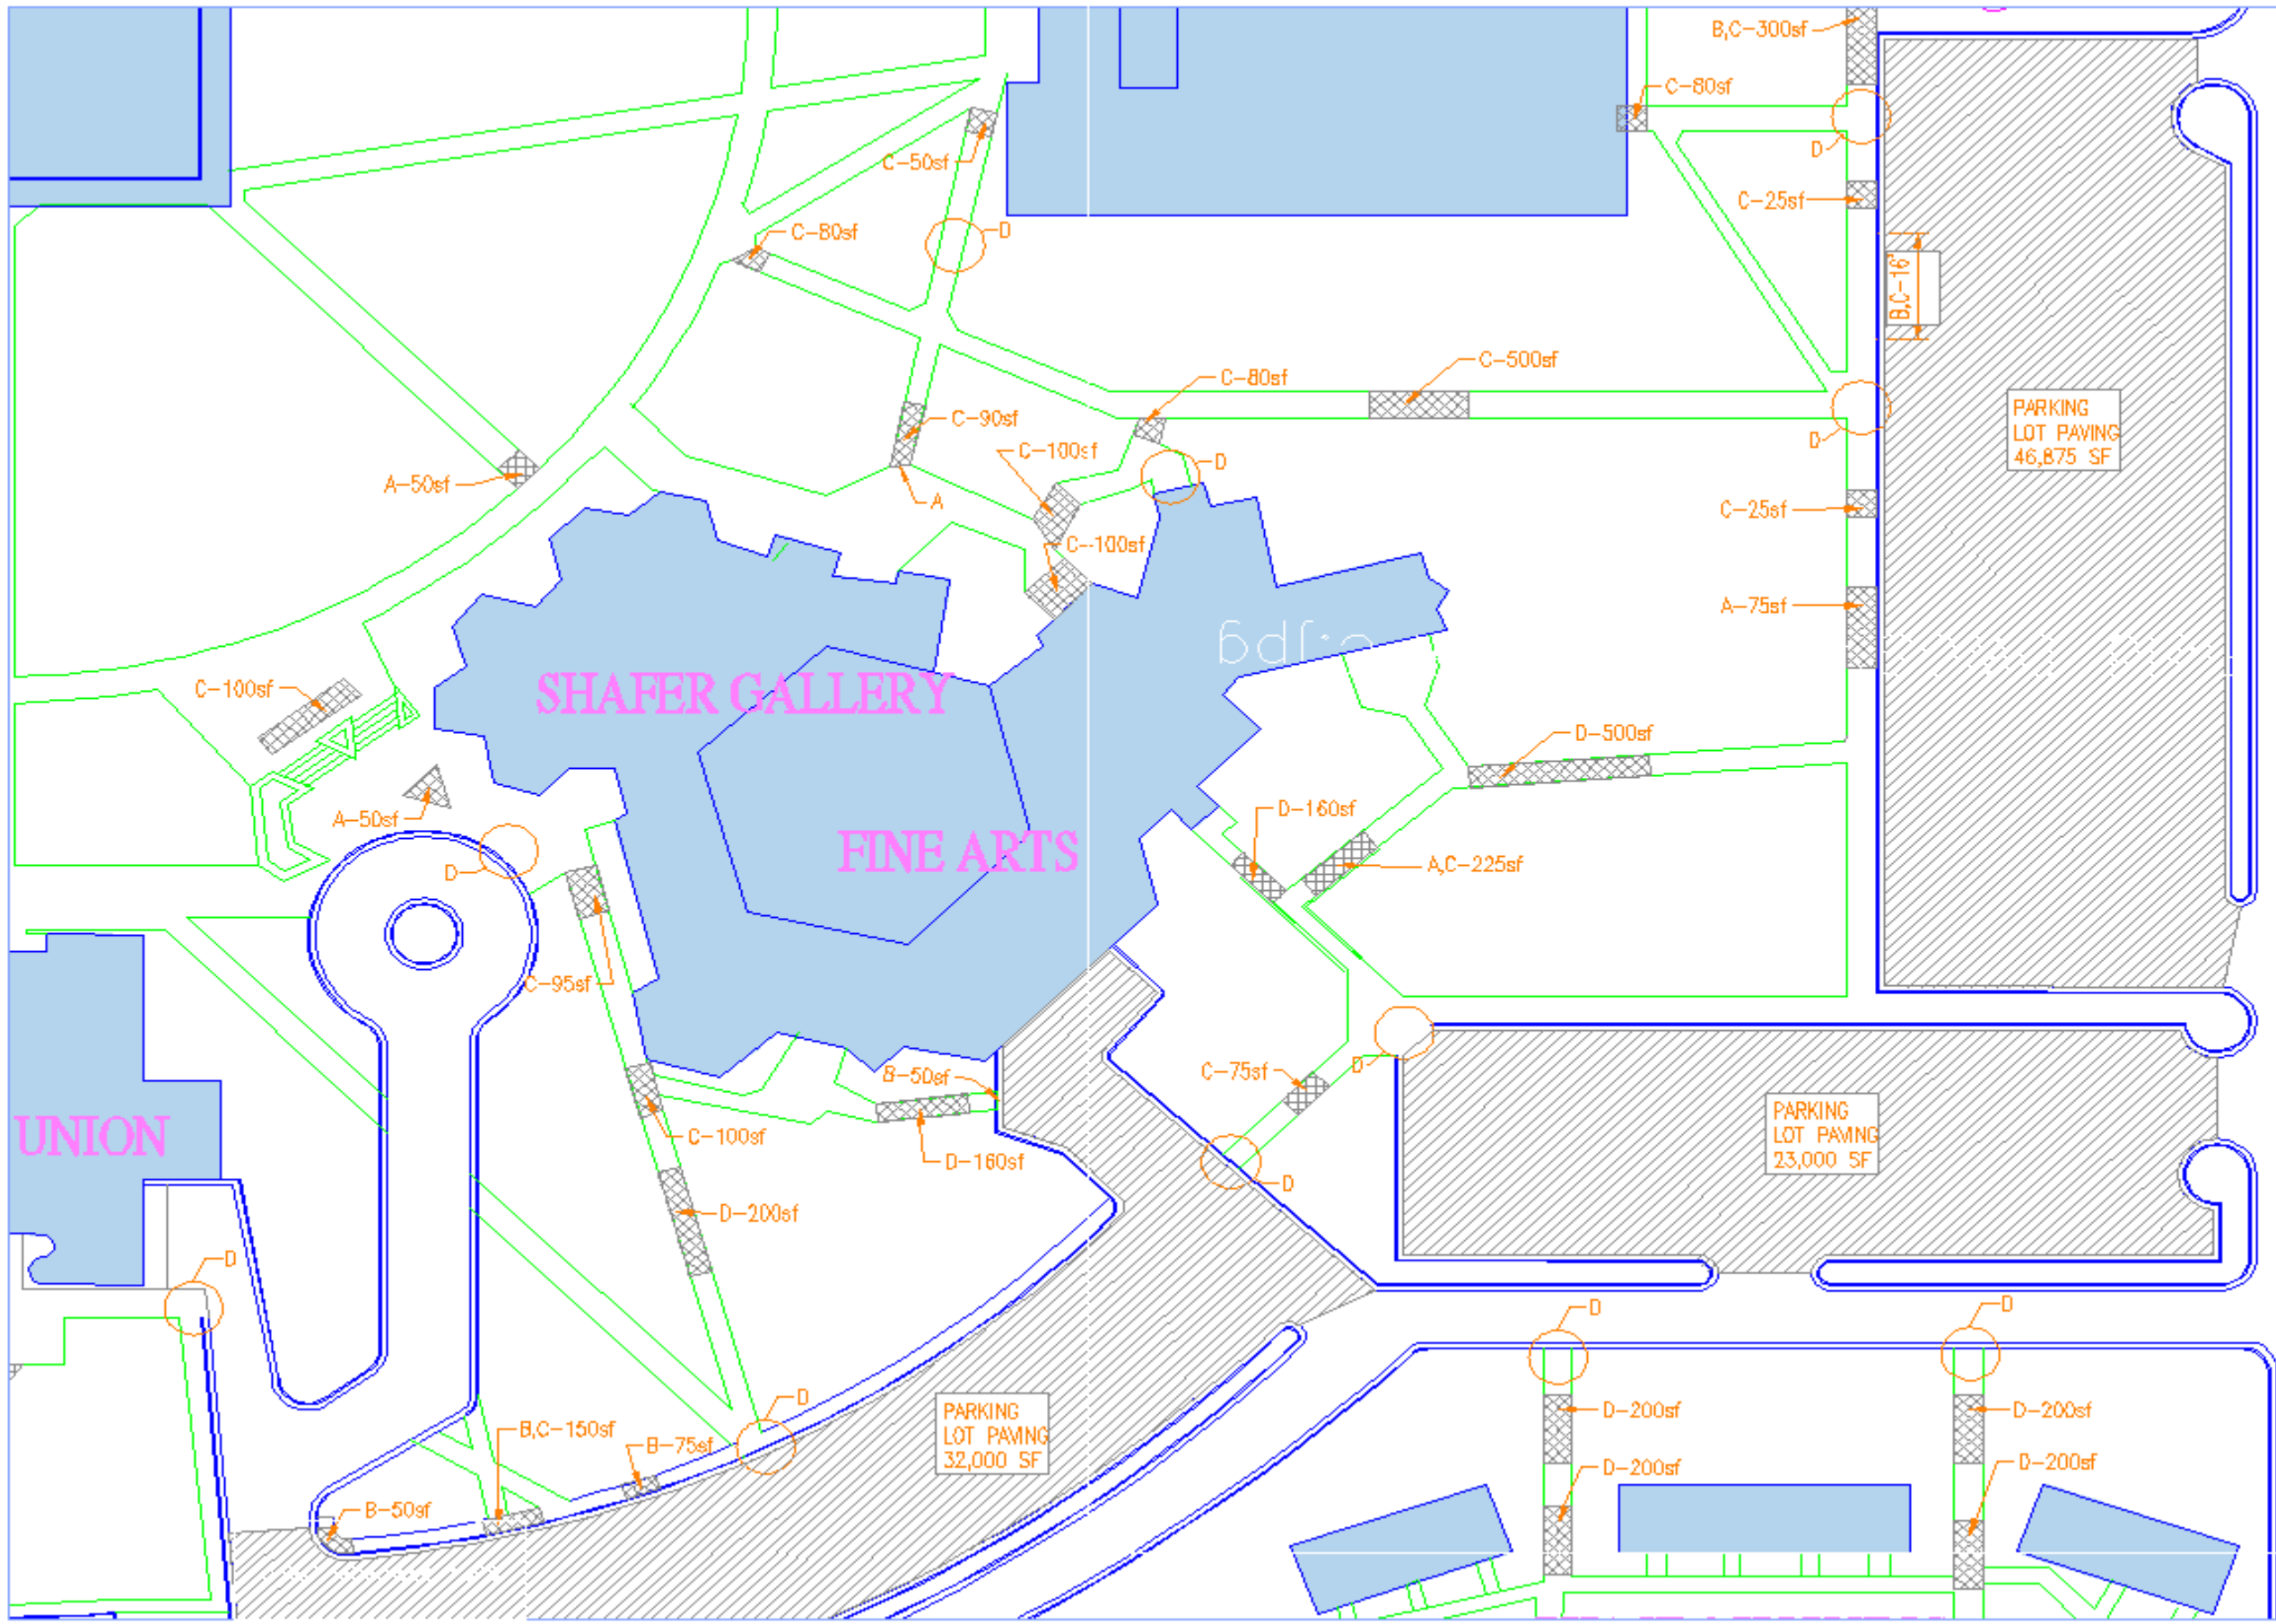 B,C-300sf
C-80sf
D
C-50sf
C-25sf
C-80sf
D
B,C-16"
C-500sf
C-80sf
PARKING
LOT PAVING
46,875 SF
C-90sf
C-100sf
D
D
A-50sf
A
C-25sf
C-100sf
A-75sf
C-100sf
SHAFER GALLERY
D-500sf
A-50sf
D-160sf
FINE ARTS
A,C-225sf
D
C-95sf
D
C-75sf
B-50sf
UNION
C-100sf
D-160sf
PARKING
LOT PAVING
23,000 SF
D
D-200sf
D
D
D
D
PARKING
LOT PAVING
32,000 SF
D-200sf
D-200sf
B,C-150sf
B-75sf
D-200sf
D-200sf
B-50sf